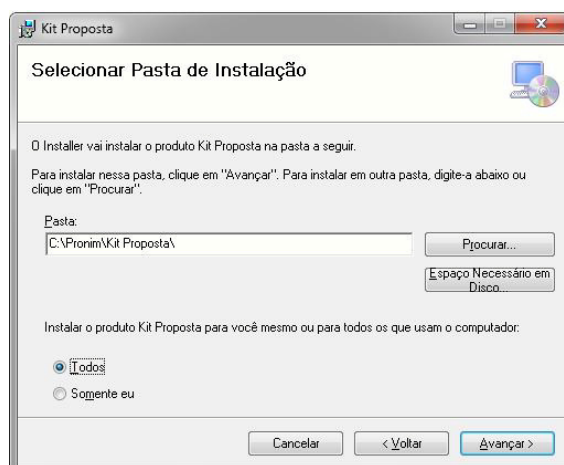 Kit Proposta
Selecionar Pasta de Instalação
O Installer vai instalar o produto Kit Proposta na pasta a seguir.
Para instalar nessa pasta, clique em "Avançar". Para instalar em outra pasta, digite-a abaixo ou
clique em "Procurar".
Pasta:
C:\Pronim\Kit Proposta\
Procurar...
Espaço Necessário em
Disco...
Instalar o produto Kit Proposta para você mesmo ou para todos os que usam o computador:
Todos
Somente eu
Cancelar
< Voltar
Avançar >